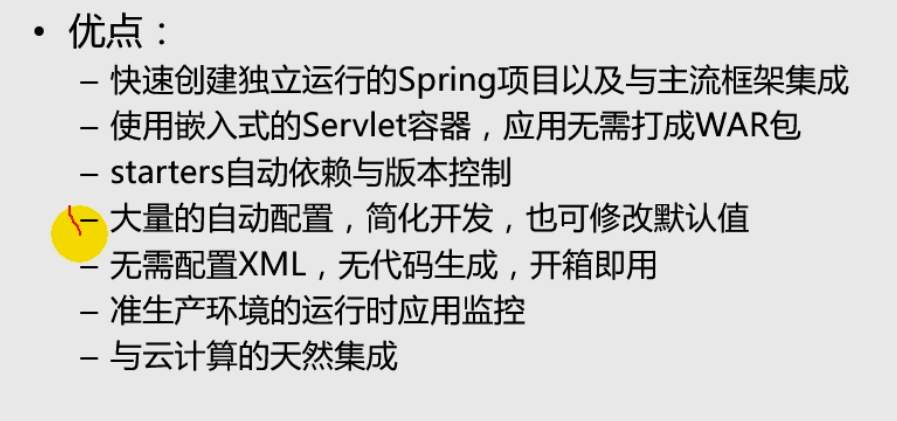 • 优点：
– 快速创建独立运行的Spring项目以及与主流框架集成
– 使用嵌入式的Servlet容器，应用无需打成WAR包
– starters自动依赖与版本控制
– 大量的自动配置，简化开发，也可修改默认值
– 无需配置XML，无代码生成，开箱即用
– 准生产环境的运行时应用监控
– 与云计算的天然集成